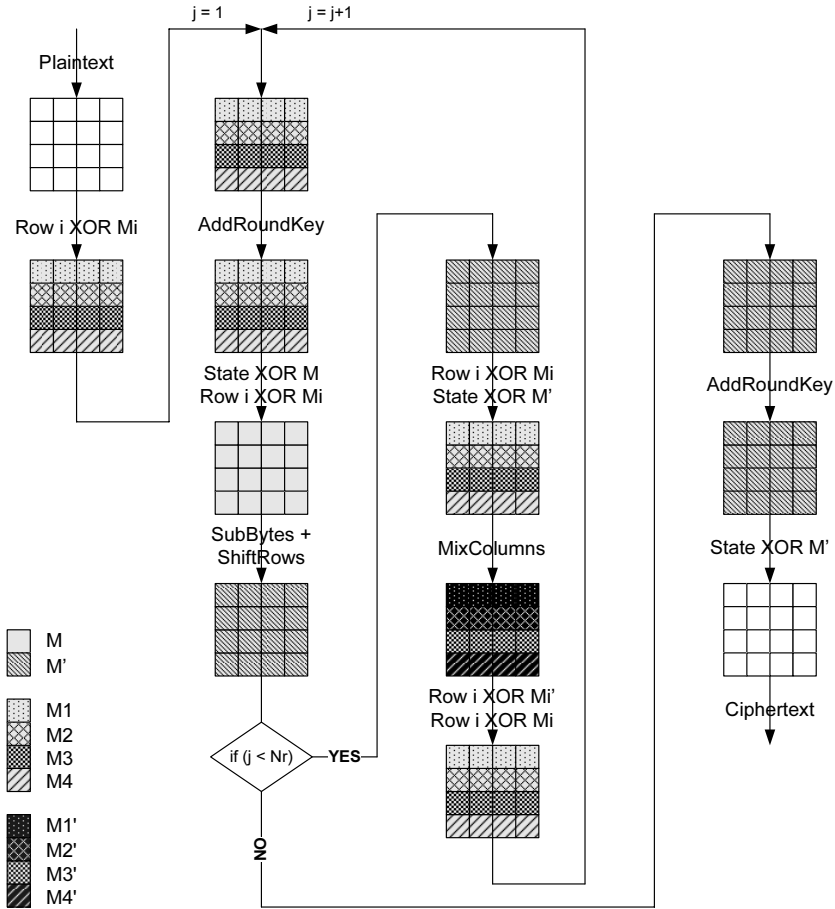 j = 1
j = j+1
Plaintext
Row i XOR Mi
AddRoundKey
State XOR M
Row i XOR Mi
SubBytes +
ShiftRows
if (j < Nr)
YES
NO
Row i XOR Mi
State XOR M'
MixColumns
Row i XOR Mi'
Row i XOR Mi
AddRoundKey
State XOR M'
Ciphertext
M
M'
M1
M2
M3
M4
M1'
M2'
M3'
M4'